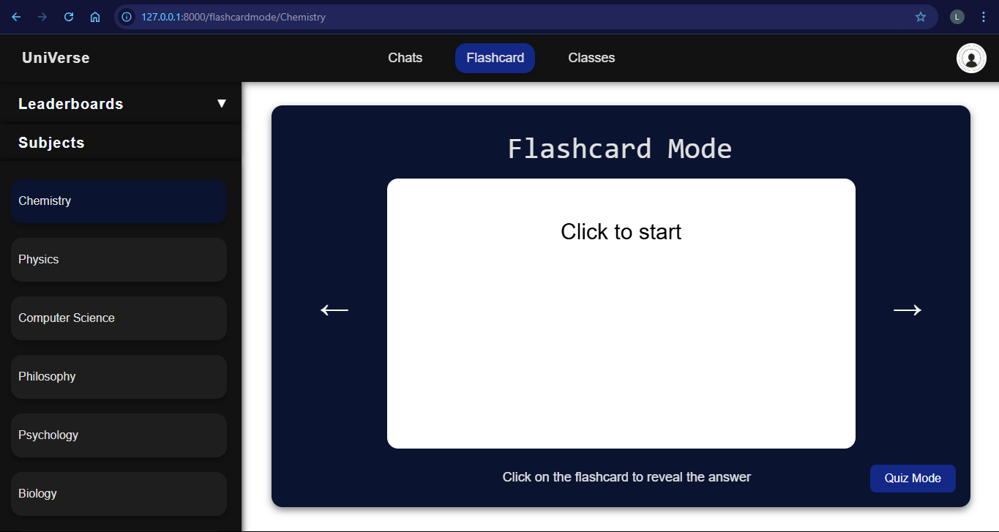 127.0.0.1:8000/flashcardmode/Chemistry
L
UniVerse
Chats
Flashcard
Classes
Leaderboards ▼
Subjects
Chemistry
Physics
Computer Science
Philosophy
Psychology
Biology
Flashcard Mode
Click to start
← →
Click on the flashcard to reveal the answer
Quiz Mode